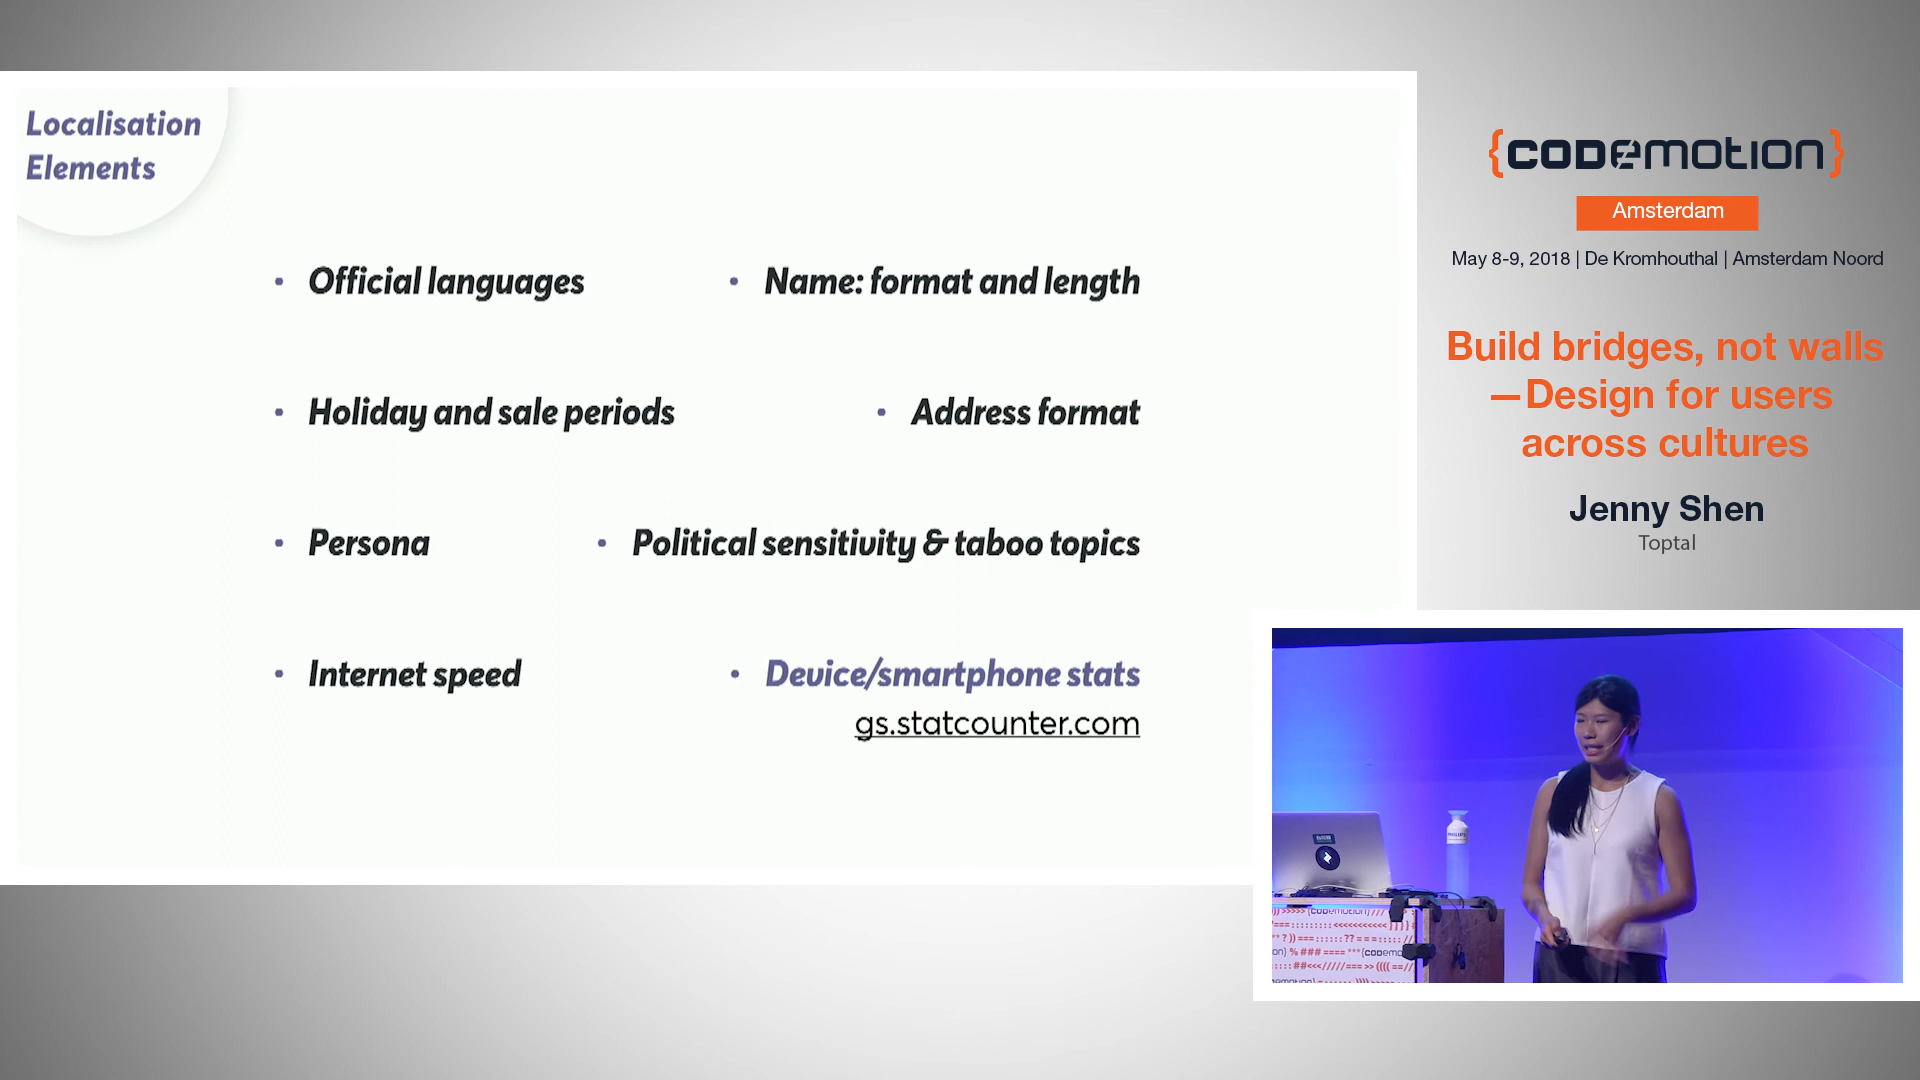 Localisation
Elements
• Official languages
• Name: format and length
• Holiday and sale periods
• Address format
• Persona
• Political sensitivity & taboo topics
• Internet speed
• Device/smartphone stats
gs.statcounter.com
{CODEMOTION}
Amsterdam
May 8-9, 2018 | De Kromhouthal | Amsterdam Noord
Build bridges, not walls
—Design for users
across cultures
Jenny Shen
Toptal